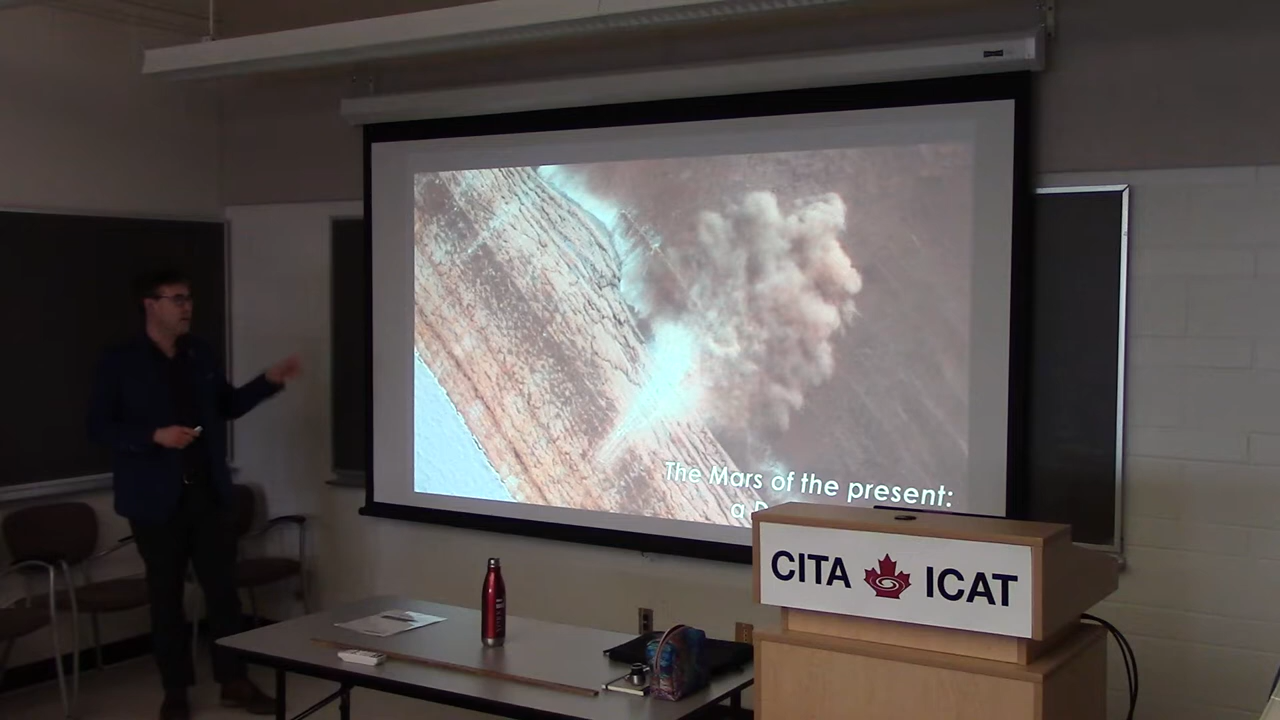 The Mars of the present:
a
CITA ICAT